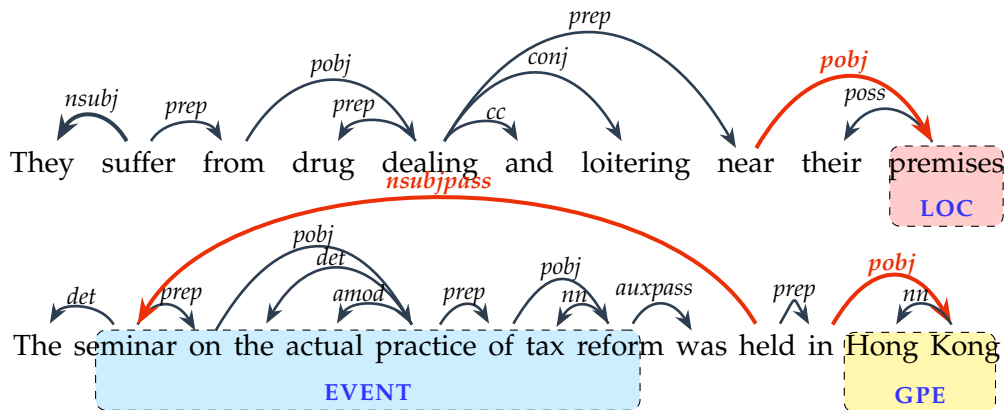 prep
pobj conj pobj
nsubj prep prep cc poss
They suffer from drug dealing and loitering near their premises
nsubjpass
LOC
pobj
det pobj pobj
det prep amod prep nn auxpass prep nn
The seminar on the actual practice of tax reform was held in Hong Kong
EVENT GPE